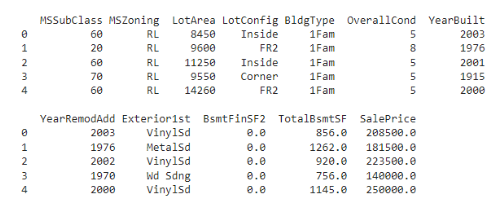 MSSubClass MSZoning LotArea LotConfig BldgType OverallCond YearBuilt
0 60 RL 8450 Inside 1Fam 5 2003
1 20 RL 9600 FR2 1Fam 8 1976
2 60 RL 11250 Inside 1Fam 5 2001
3 70 RL 9550 Corner 1Fam 5 1915
4 60 RL 14260 FR2 1Fam 5 2000
YearRemodAdd Exterior1st BsmtFinSF2 TotalBsmtSF SalePrice
0 2003 VinylSd 0.0 856.0 208500.0
1 1976 MetalSd 0.0 1262.0 181500.0
2 2002 VinylSd 0.0 920.0 223500.0
3 1970 Wd Sdng 0.0 756.0 140000.0
4 2000 VinylSd 0.0 1145.0 250000.0